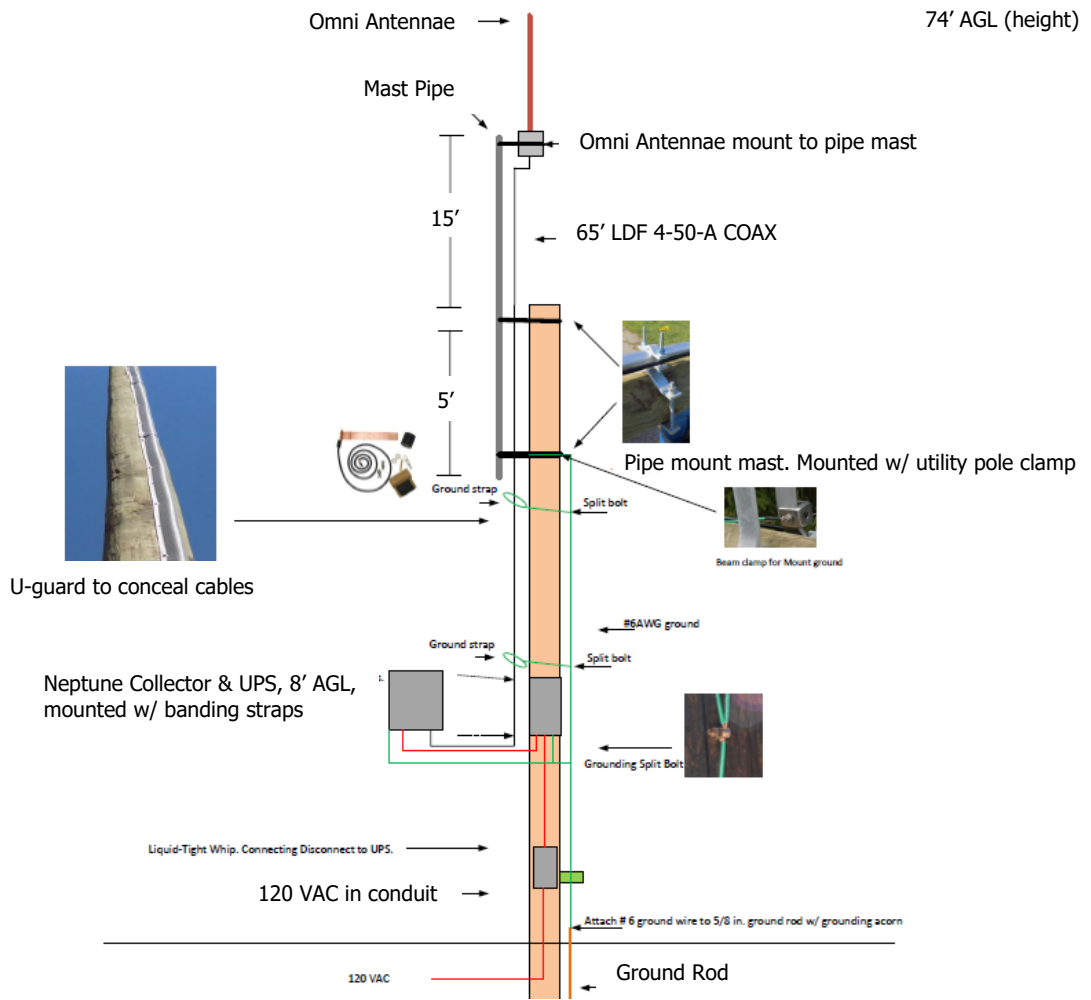 Omni Antennae
74’ AGL (height)
Mast Pipe
Omni Antennae mount to pipe mast
15’
65’ LDF 4-50-A COAX
5’
Pipe mount mast. Mounted w/ utility pole clamp
Ground strap
Split bolt
Beam clamp for Mount ground
U-guard to conceal cables
#6AWG ground
Ground strap
Split bolt
Neptune Collector & UPS, 8’ AGL,
mounted w/ banding straps
Grounding Split Bolt
Liquid-Tight Whip. Connecting Disconnect to UPS.
120 VAC in conduit
Attach # 6 ground wire to 5/8 in. ground rod w/ grounding acorn
120 VAC
Ground Rod